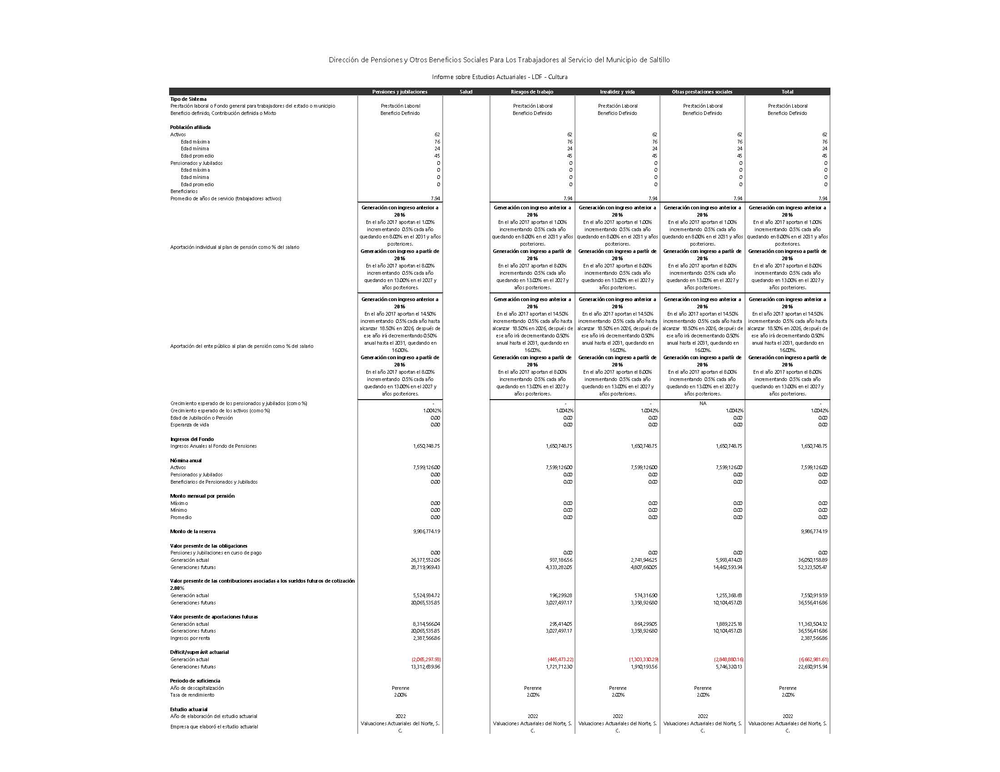 Dirección de Pensiones y Otros Beneficios Sociales Para Los Trabajadores al Servicio del Municipio de Saltillo
Informe sobre Estudios Actuariales - LDF - Cultura
Pensiones y jubilaciones Salud Riesgos de trabajo Invalidez y vida Otras prestaciones sociales Total
Tipo de Sistema
Prestación laboral o Fondo general para trabajadores del estado o municipio Prestación Laboral Prestación Laboral Prestación Laboral Prestación Laboral Prestación Laboral
Beneficio definido, Contribución definida o Mixto Beneficio Definido Beneficio Definido Beneficio Definido Beneficio Definido Beneficio Definido
Población afiliada
Activos 62 62 62 62 62
Edad máxima 76 76 76 76 76
Edad mínima 24 24 24 24 24
Edad promedio 45 45 45 45 45
Pensionados y Jubilados 0 0 0 0 0
Edad máxima 0 0 0 0 0
Edad mínima 0 0 0 0 0
Edad promedio 0 0 0 0 0
Beneficiarios
Promedio de años de servicio (trabajadores activos) 7.94 7.94 7.94 7.94 7.94
Generación con ingreso anterior a Generación con ingreso anterior a Generación con ingreso anterior a Generación con ingreso anterior a Generación con ingreso anterior a
2016 2016 2016 2016 2016
En el año 2017 aportan el 1.00% En el año 2017 aportan el 1.00% En el año 2017 aportan el 1.00% En el año 2017 aportan el 1.00% En el año 2017 aportan el 1.00%
incrementando 0.5% cada año incrementando 0.5% cada año incrementando 0.5% cada año incrementando 0.5% cada año incrementando 0.5% cada año
quedando en 8.00% en el 2031 y años quedando en 8.00% en el 2031 y años quedando en 8.00% en el 2031 y años quedando en 8.00% en el 2031 y años quedando en 8.00% en el 2031 y años
posteriores. posteriores. posteriores. posteriores. posteriores.
Aportación individual al plan de pensión como % del salario
Generación con ingreso a partír de Generación con ingreso a partír de Generación con ingreso a partír de Generación con ingreso a partír de Generación con ingreso a partír de
2016 2016 2016 2016 2016
En el año 2017 aportan el 8.00% En el año 2017 aportan el 8.00% En el año 2017 aportan el 8.00% En el año 2017 aportan el 8.00% En el año 2017 aportan el 8.00%
incrementando 0.5% cada año incrementando 0.5% cada año incrementando 0.5% cada año incrementando 0.5% cada año incrementando 0.5% cada año
quedando en 13.00% en el 2027 y quedando en 13.00% en el 2027 y quedando en 13.00% en el 2027 y quedando en 13.00% en el 2027 y quedando en 13.00% en el 2027 y
años posteriores. años posteriores. años posteriores. años posteriores. años posteriores.
Generación con ingreso anterior a Generación con ingreso anterior a Generación con ingreso anterior a Generación con ingreso anterior a Generación con ingreso anterior a
2016 2016 2016 2016 2016
En el año 2017 aportan el 14.50% En el año 2017 aportan el 14.50% En el año 2017 aportan el 14.50% En el año 2017 aportan el 14.50% En el año 2017 aportan el 14.50%
incrementando 0.5% cada año hasta incrementando 0.5% cada año hasta incrementando 0.5% cada año hasta incrementando 0.5% cada año hasta incrementando 0.5% cada año hasta
alcanzar 18.50% en 2026, después de alcanzar 18.50% en 2026, después de alcanzar 18.50% en 2026, después de alcanzar 18.50% en 2026, después de alcanzar 18.50% en 2026, después de
ese año irá decrementando 0.50% ese año irá decrementando 0.50% ese año irá decrementando 0.50% ese año irá decrementando 0.50% ese año irá decrementando 0.50%
anual hasta el 2031, quedando en anual hasta el 2031, quedando en anual hasta el 2031, quedando en anual hasta el 2031, quedando en anual hasta el 2031, quedando en
Aportación del ente público al plan de pensión como % del salario
16.00%. 16.00%. 16.00%. 16.00%. 16.00%.
Generación con ingreso a partír de Generación con ingreso a partír de Generación con ingreso a partír de Generación con ingreso a partír de Generación con ingreso a partír de
2016 2016 2016 2016 2016
En el año 2017 aportan el 8.00% En el año 2017 aportan el 8.00% En el año 2017 aportan el 8.00% En el año 2017 aportan el 8.00% En el año 2017 aportan el 8.00%
incrementando 0.5% cada año incrementando 0.5% cada año incrementando 0.5% cada año incrementando 0.5% cada año incrementando 0.5% cada año
quedando en 13.00% en el 2027 y quedando en 13.00% en el 2027 y quedando en 13.00% en el 2027 y quedando en 13.00% en el 2027 y quedando en 13.00% en el 2027 y
años posteriores. años posteriores. años posteriores. años posteriores. años posteriores.
Crecimiento esperado de los pensionados y jubilados (como %) - - - NA -
Crecimiento esperado de los activos (como %) 1.0042% 1.0042% 1.0042% 1.0042% 1.0042%
Edad de Jubilación o Pensión 0.00 0.00 0.00 0.00 0.00
Esperanza de vida 0.00 0.00 0.00 0.00 0.00
Ingresos del Fondo
Ingresos Anuales al Fondo de Pensiones 1,650,748.75 1,650,748.75 1,650,748.75 1,650,748.75 1,650,748.75
Nómina anual
Activos 7,599,126.00 7,599,126.00 7,599,126.00 7,599,126.00 7,599,126.00
Pensionados y Jubilados 0.00 0.00 0.00 0.00 0.00
Beneficiarios de Pensionados y Jubilados 0.00 0.00 0.00 0.00 0.00
Monto mensual por pensión
Máximo 0.00 0.00 0.00 0.00 0.00
Mínimo 0.00 0.00 0.00 0.00 0.00
Promedio 0.00 0.00 0.00 0.00 0.00
Monto de la reserva 9,986,774.19 9,986,774.19
Valor presente de las obligaciones
Pensiones y Jubilaciones en curso de pago 0.00 0.00 0.00 0.00 0.00
Generación actual 26,377,552.06 937,186.56 2,741,946.25 5,993,474.03 36,050,158.89
Generaciones futuras 28,719,969.43 4,333,282.05 4,807,660.05 14,462,593.94 52,323,505.47
Valor presente de las contribuciones asociadas a los sueldos futuros de cotización
2.00%
Generación actual 5,524,934.72 196,299.28 574,316.90 1,255,368.68 7,550,919.59
Generaciones futuras 20,065,535.85 3,027,497.17 3,358,926.80 10,104,457.03 36,556,416.86
Valor presente de aportaciones futuras
Generación actual 8,314,566.04 295,414.05 864,299.05 1,889,225.18 11,363,504.32
Generaciones futuras 20,065,535.85 3,027,497.17 3,358,926.80 10,104,457.03 36,556,416.86
Ingresos por renta 2,387,566.86 2,387,566.86
Déficit/superávit actuarial
Generación actual (2,065,297.93) (445,473.22) (1,303,330.29) (2,848,880.16) (6,662,981.61)
Generaciones futuras 13,312,689.96 1,721,712.30 1,910,193.56 5,746,320.13 22,690,915.94
Periodo de suficiencia
Año de descapitalización Perenne Perenne Perenne Perenne Perenne
Tasa de rendimiento 2.00% 2.00% 2.00% 2.00% 2.00%
Estudio actuarial
Año de elaboración del estudio actuarial 2022 2022 2022 2022 2022
Valuaciones Actuariales del Norte, S. Valuaciones Actuariales del Norte, S. Valuaciones Actuariales del Norte, S. Valuaciones Actuariales del Norte, S. Valuaciones Actuariales del Norte, S.
Empresa que elaboró el estudio actuarial
C. C. C. C. C.